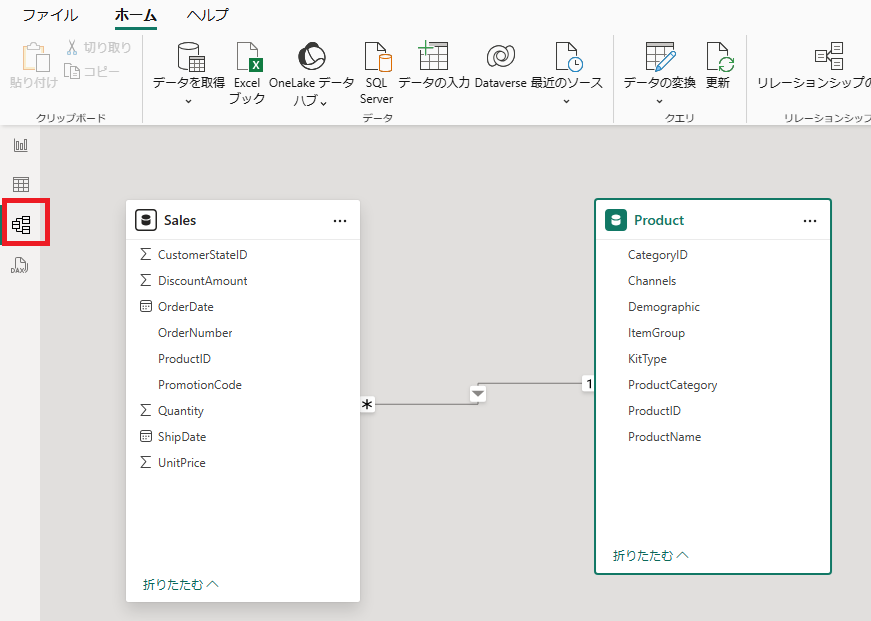 ファイル ホーム ヘルプ
貼り付け
切り取り
コピー
クリップボード
データを取得
Excel
ブック
OneLake データ
ハブ
SQL
Server
データの入力
Dataverse
最近のソース
データ
データの変換
更新
クエリ
リレーションシップの
リレーションシップ
DAX
Sales
CustomerStateID
DiscountAmount
OrderDate
OrderNumber
ProductID
PromotionCode
Quantity
ShipDate
UnitPrice
折りたたむ
*
1
Product
CategoryID
Channels
Demographic
ItemGroup
KitType
ProductCategory
ProductID
ProductName
折りたたむ